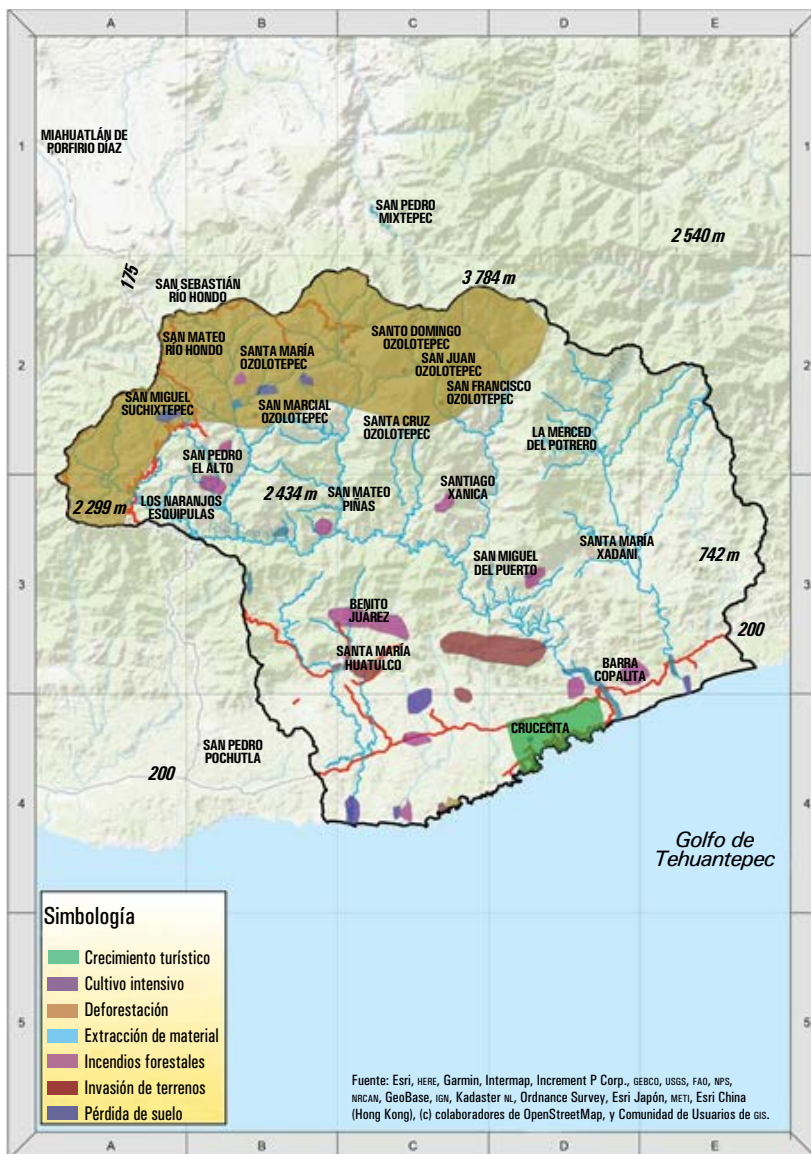 A B C D E
1 1
MIAHUATLÁN DE
PORFIRIO DÍAZ
SAN PEDRO
MIXTEPEC
2 540 m
175
SAN SEBASTIÁN
RÍO HONDO
3 784 m
2 2
SAN MATEO
RÍO HONDO
SANTA MARÍA
OZOLOTEPEC
SANTO DOMINGO
OZOLOTEPEC
SAN JUAN
OZOLOTEPEC
SAN FRANCISCO
OZOLOTEPEC
SAN MIGUEL
SUCHIXTEPEC
SAN MARCIAL
OZOLOTEPEC
SANTA CRUZ
OZOLOTEPEC
LA MERCED
DEL POTRERO
SAN PEDRO
EL ALTO
2 299 m
LOS NARANJOS
ESQUIPULAS
2 434 m
SAN MATEO
PIÑAS
SANTIAGO
XANICA
SAN MIGUEL
DEL PUERTO
SANTA MARÍA
XADANI
742 m
3 3
BENITO
JUÁREZ
200
SANTA MARÍA
HUATULCO
BARRA
COPALITA
CRUCECITA
SAN PEDRO
POCHUTLA
200
4 4
Golfo de
Tehuantepec
Simbología
Crecimiento turístico
Cultivo intensivo
Deforestación
Extracción de material
Incendios forestales
Invasión de terrenos
Pérdida de suelo
5 5
Fuente: Esri, HERE, Garmin, Intermap, Increment P Corp., GEBCO, USGS, FAO, NPS,
NRCAN, GeoBase, IGN, Kadaster NL, Ordnance Survey, Esri Japón, METI, Esri China
(Hong Kong), (c) colaboradores de OpenStreetMap, y Comunidad de Usuarios de GIS.
A B C D E